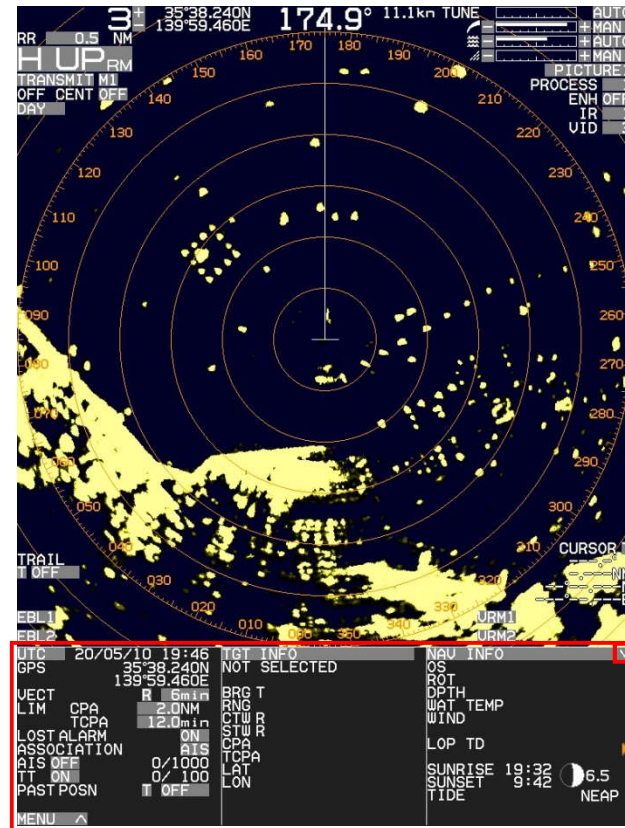 3 35°38.240N 174.9° 11.1kn TUNE AUTO
139°59.460E - + MAN
RR 0.5 NM - + AUTO
H UP RM - + MAN
TRANSMIT M1 PICTURE
OFF CENT OFF PROCESS
DAY ENH OFF
IR
VID
150 160 170 180 190 200 210
140
130 220
120 230
110 240
100 250
090 260
080 270
070 280
060 290
050 300
040 310
030 320
020 010 000 350 340 330
CURSOR
NM
TRAIL
T OFF
EBL1 VRM1
EBL2 VRM2
UTC 20/05/10 19:46
GPS 35°38.240N
139°59.460E
VECT R 6min
LIM CPA 2.0NM
TCPA 12.0min
LOST ALARM ON
ASSOCIATION AIS
AIS OFF 0/1000
TT ON 0/ 100
PAST POSN T OFF
MENU ^
TGT INFO
NOT SELECTED
BRG T
RNG
CTW R
STW R
CPA
TCPA
LAT
LON
NAV INFO
OS
ROT
DPTH
WAT TEMP
WIND
LOP TD
SUNRISE 19:32
SUNSET 9:42 6.5
TIDE NEAP